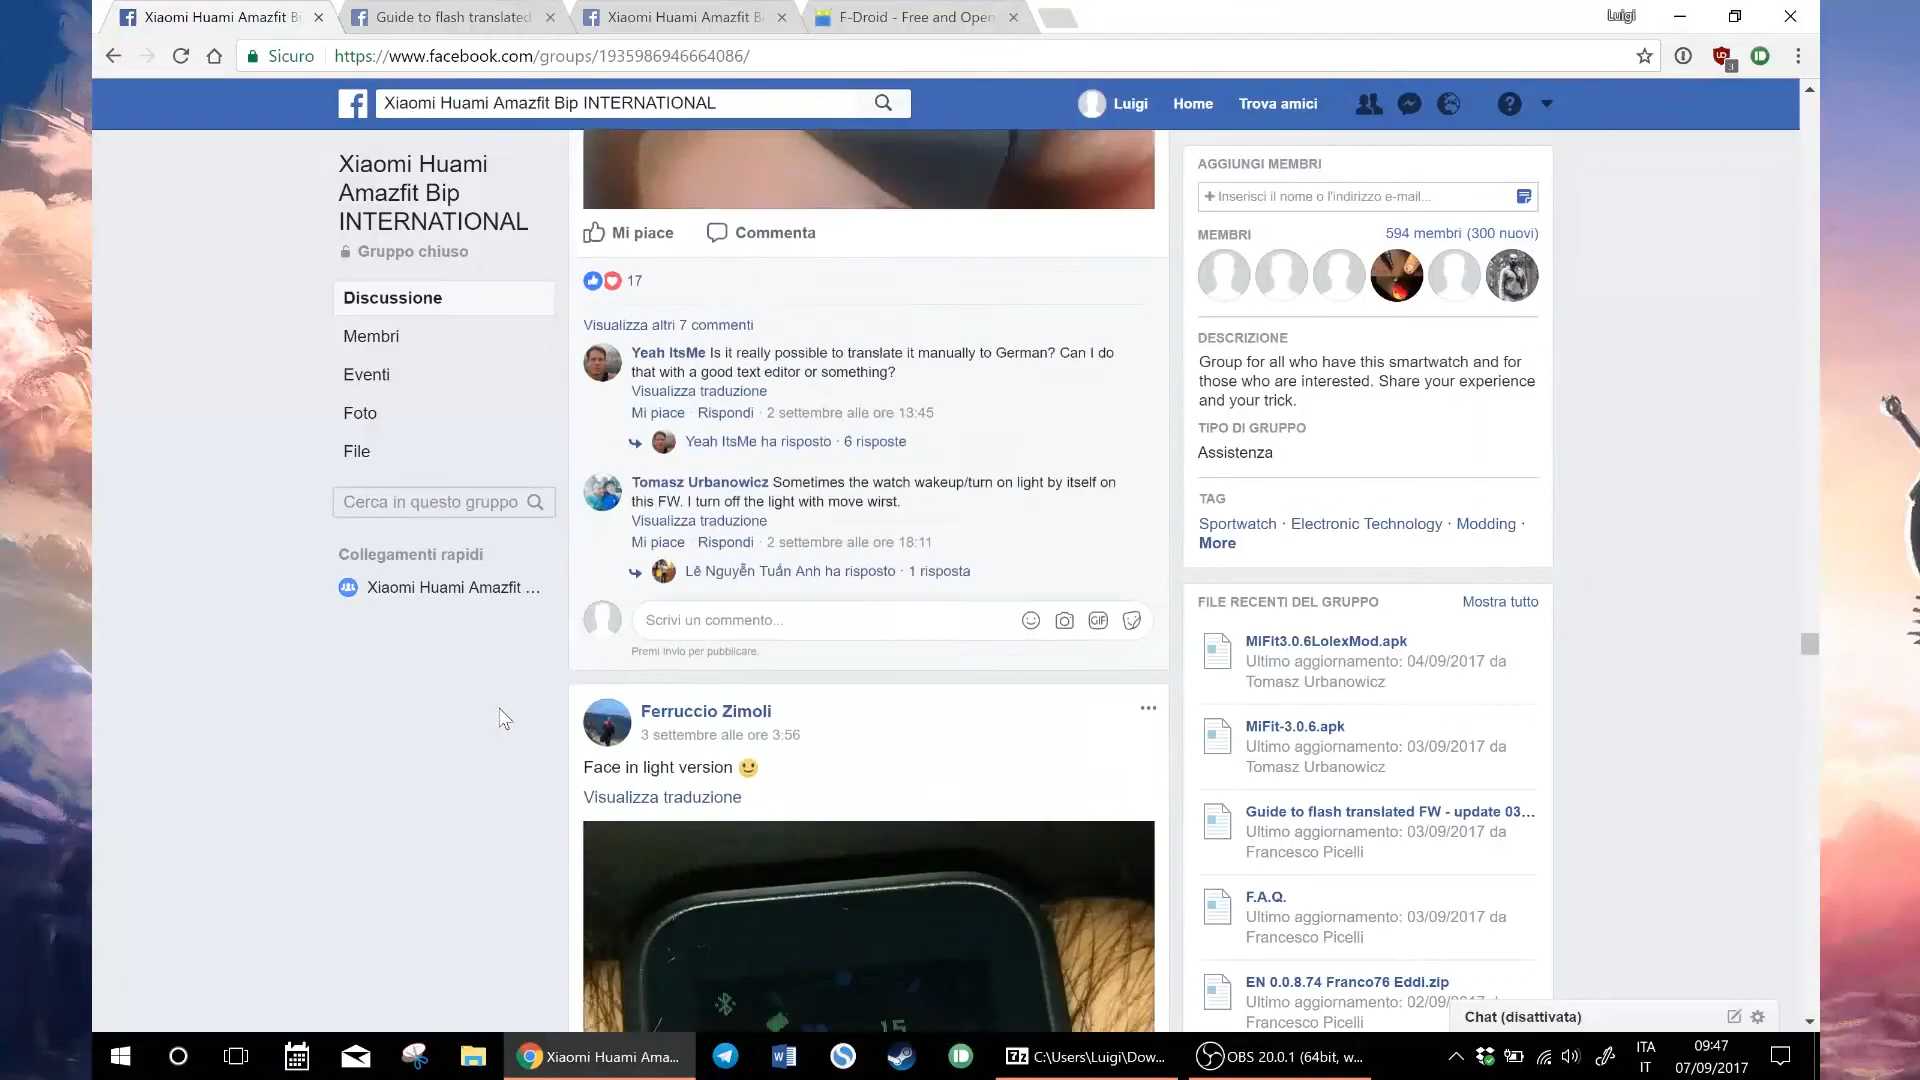 Xiaomi Huami Amazfit Bi
Guide to flash translated
Xiaomi Huami Amazfit B
F-Droid - Free and Open
Luigi
Sicuro
https://www.facebook.com/groups/1935986946664086/
3
Xiaomi Huami Amazfit Bip INTERNATIONAL
Luigi
Home
Trova amici
Xiaomi Huami
Amazfit Bip
INTERNATIONAL
Gruppo chiuso
Discussione
Membri
Eventi
Foto
File
Cerca in questo gruppo
Collegamenti rapidi
Xiaomi Huami Amazfit ...
Mi piace
Commenta
17
Visualizza altri 7 commenti
Yeah ItsMe Is it really possible to translate it manually to German? Can I do
that with a good text editor or something?
Visualizza traduzione
Mi piace · Rispondi · 2 settembre alle ore 13:45
Yeah ItsMe ha risposto · 6 risposte
Tomasz Urbanowicz Sometimes the watch wakeup/turn on light by itself on
this FW. I turn off the light with move wirst.
Visualizza traduzione
Mi piace · Rispondi · 2 settembre alle ore 18:11
Lê Nguyễn Tuấn Anh ha risposto · 1 risposta
Scrivi un commento...
GIF
Premi Invio per pubblicare.
Ferruccio Zimoli
3 settembre alle ore 3:56
Face in light version 🙂
Visualizza traduzione
15
AGGIUNGI MEMBRI
+ Inserisci il nome o l'indirizzo e-mail...
MEMBRI
594 membri (300 nuovi)
DESCRIZIONE
Group for all who have this smartwatch and for
those who are interested. Share your experience
and your trick.
TIPO DI GRUPPO
Assistenza
TAG
Sportwatch · Electronic Technology · Modding ·
More
FILE RECENTI DEL GRUPPO
Mostra tutto
MiFit3.0.6LolexMod.apk
Ultimo aggiornamento: 04/09/2017 da
Tomasz Urbanowicz
MiFit-3.0.6.apk
Ultimo aggiornamento: 03/09/2017 da
Tomasz Urbanowicz
Guide to flash translated FW - update 03...
Ultimo aggiornamento: 03/09/2017 da
Francesco Picelli
F.A.Q.
Ultimo aggiornamento: 03/09/2017 da
Francesco Picelli
EN 0.0.8.74 Franco76 Eddi.zip
Ultimo aggiornamento: 02/09/2017 da
Francesco Picelli
Chat (disattivata)
Xiaomi Huami Ama...
C:\Users\Luigi\Dow...
OBS 20.0.1 (64bit, w...
ITA
IT
09:47
07/09/2017